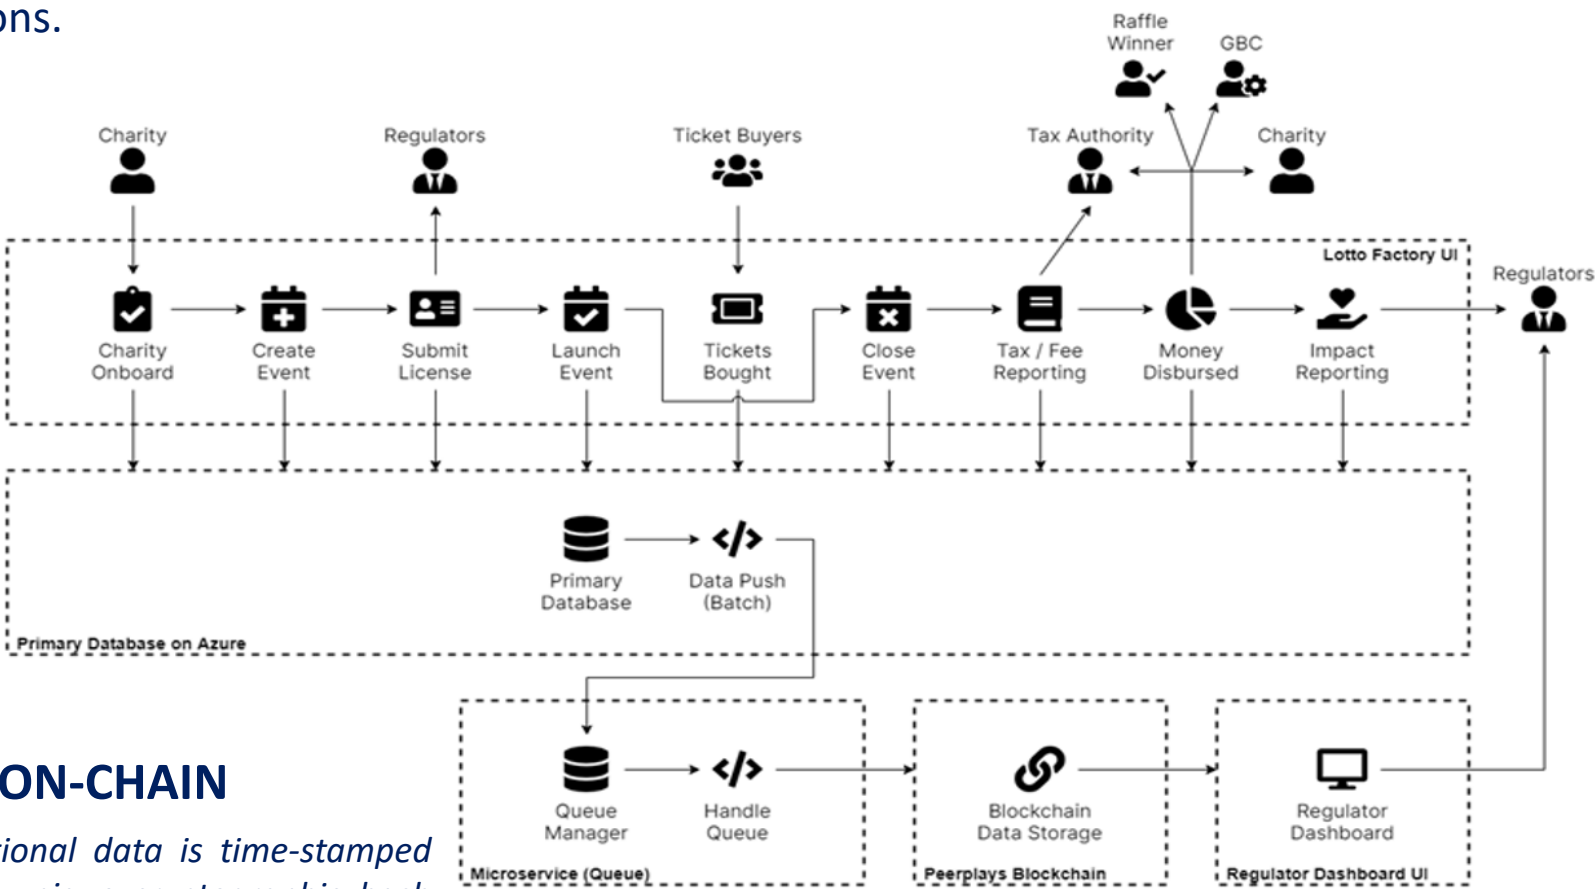 ons.
Raffle
Winner
GBC
Charity
Regulators
Ticket Buyers
Tax Authority
Charity
Lotto Factory UI
Regulators
Charity
Onboard
Create
Event
Submit
License
Launch
Event
Tickets
Bought
Close
Event
Tax / Fee
Reporting
Money
Disbursed
Impact
Reporting
Primary
Database
Data Push
(Batch)
Primary Database on Azure
ON-CHAIN
tional data is time-stamped
Queue
Manager
Handle
Queue
Blockchain
Data Storage
Regulator
Dashboard
Microservice (Queue)
Peerplays Blockchain
Regulator Dashboard UI